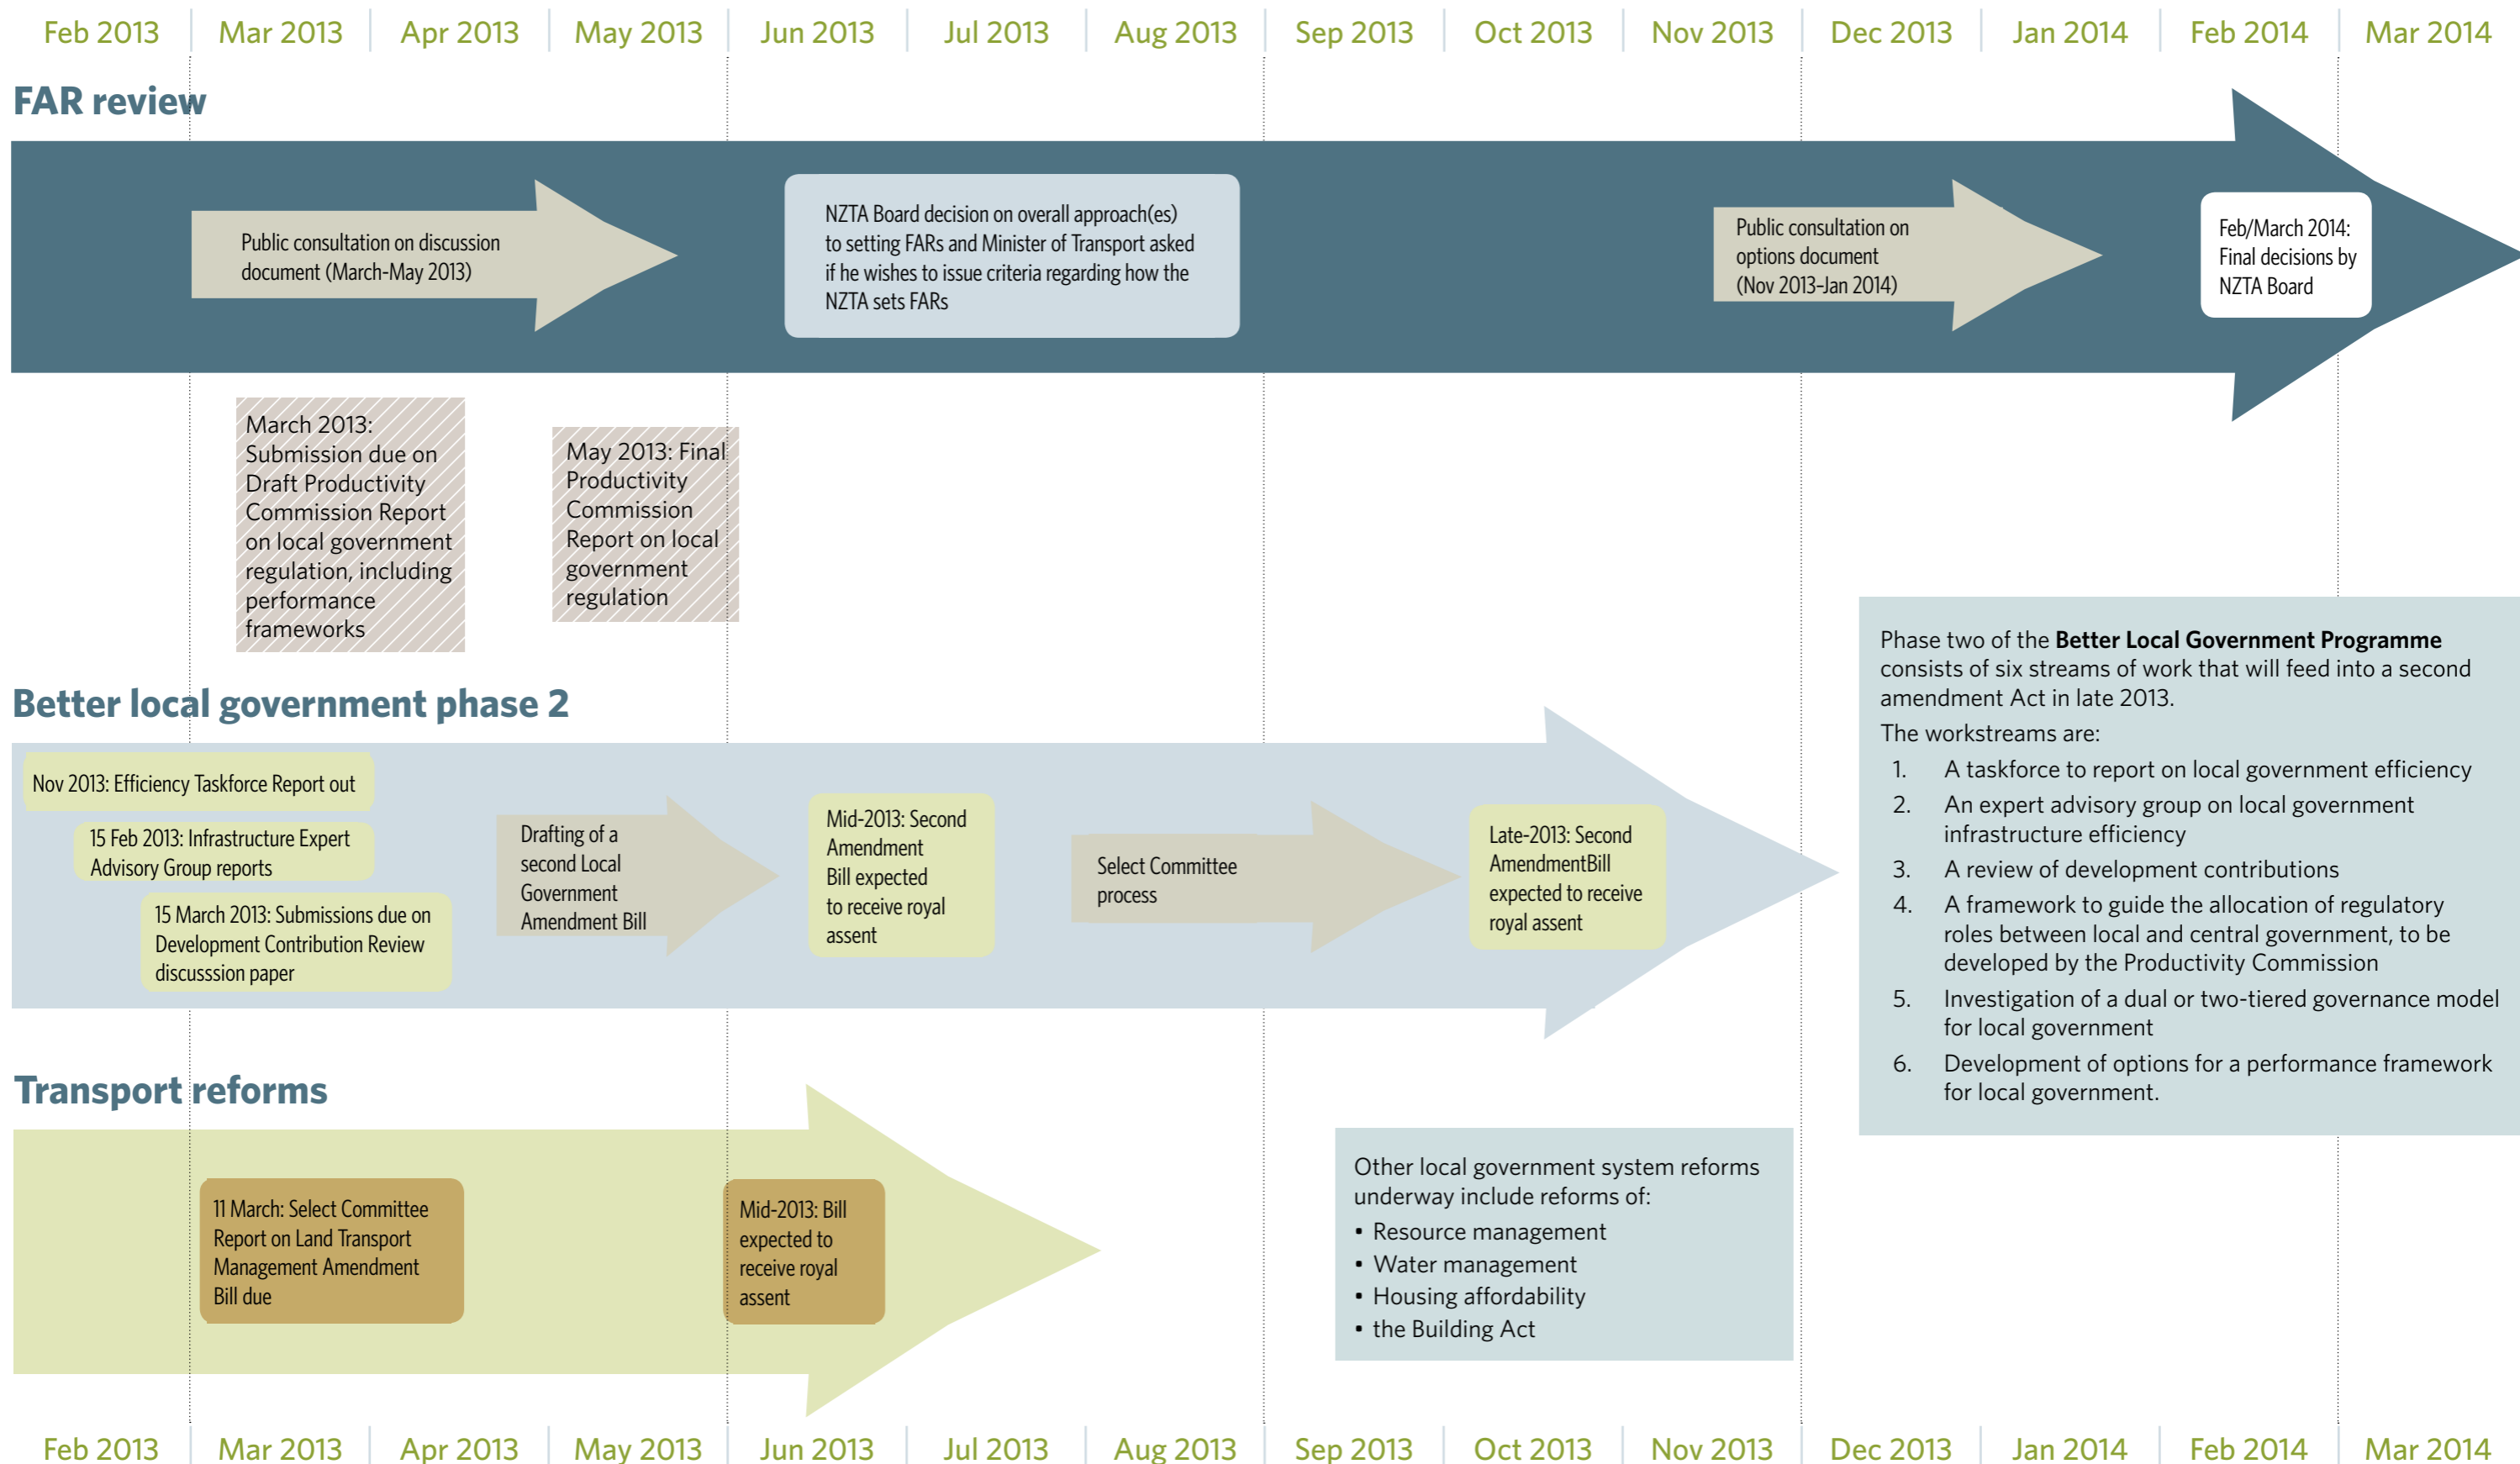 Feb 2013 Mar 2013 Apr 2013 May 2013 Jun 2013 Jul 2013 Aug 2013 Sep 2013 Oct 2013 Nov 2013 Dec 2013 Jan 2014 Feb 2014 Mar 2014
FAR review
Public consultation on discussion
document (March-May 2013)
NZTA Board decision on overall approach(es)
to setting FARs and Minister of Transport asked
if he wishes to issue criteria regarding how the
NZTA sets FARs
Public consultation on
options document
(Nov 2013-Jan 2014)
Feb/March 2014:
Final decisions by
NZTA Board
March 2013:
Submission due on
Draft Productivity
Commission Report
on local government
regulation, including
performance
frameworks
May 2013: Final
Productivity
Commission
Report on local
government
regulation
Better local government phase 2
Nov 2013: Efficiency Taskforce Report out
15 Feb 2013: Infrastructure Expert
Advisory Group reports
15 March 2013: Submissions due on
Development Contribution Review
discusssion paper
Drafting of a
second Local
Government
Amendment Bill
Mid-2013: Second
Amendment
Bill expected
to receive royal
assent
Select Committee
process
Late-2013: Second
AmendmentBill
expected to receive
royal assent
Phase two of the Better Local Government Programme
consists of six streams of work that will feed into a second
amendment Act in late 2013.
The workstreams are:
1. A taskforce to report on local government efficiency
2. An expert advisory group on local government
infrastructure efficiency
3. A review of development contributions
4. A framework to guide the allocation of regulatory
roles between local and central government, to be
developed by the Productivity Commission
5. Investigation of a dual or two-tiered governance model
for local government
6. Development of options for a performance framework
for local government.
Transport reforms
11 March: Select Committee
Report on Land Transport
Management Amendment
Bill due
Mid-2013: Bill
expected to
receive royal
assent
Other local government system reforms
underway include reforms of:
• Resource management
• Water management
• Housing affordability
• the Building Act
Feb 2013 Mar 2013 Apr 2013 May 2013 Jun 2013 Jul 2013 Aug 2013 Sep 2013 Oct 2013 Nov 2013 Dec 2013 Jan 2014 Feb 2014 Mar 2014